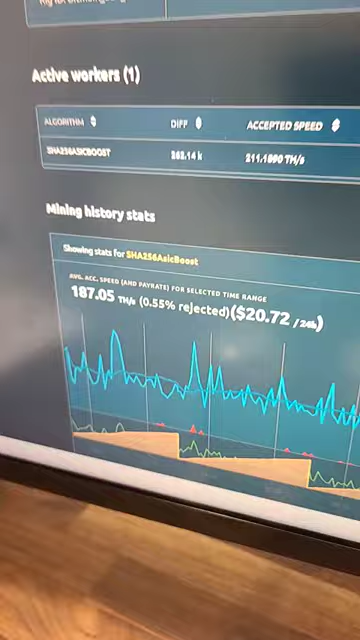 Active workers (1)
ALGORITHM DIFF ACCEPTED SPEED
SHA256ASICBOOST 262.14 k 211.1990 TH/s
Mining history stats
Showing stats for SHA256AsicBoost
AVG. ACC. SPEED (AND PAYRATE) FOR SELECTED TIME RANGE
187.05 TH/s (0.55% rejected)($20.72 / 24h)